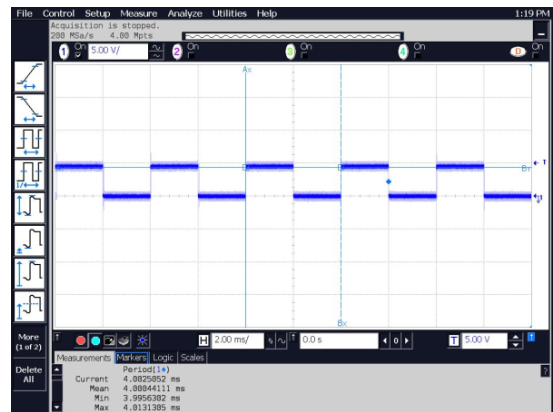 File Control Setup Measure Analyze Utilities Help 1:19 PM
Acquisition is stopped.
200 MSa/s 4.00 Mpts
1 On 5.00 V/ 2 On 3 On 4 On D On
Ax
T
By
Bx
More
(1 of 2)
Delete
All
H 2.00 ms/ 0.0 s 0 T 5.00 V
Measurements Markers Logic Scales
Period(1)
Current 4.0025052 ms
Mean 4.00044111 ms
Min 3.9956302 ms
Max 4.0131305 ms